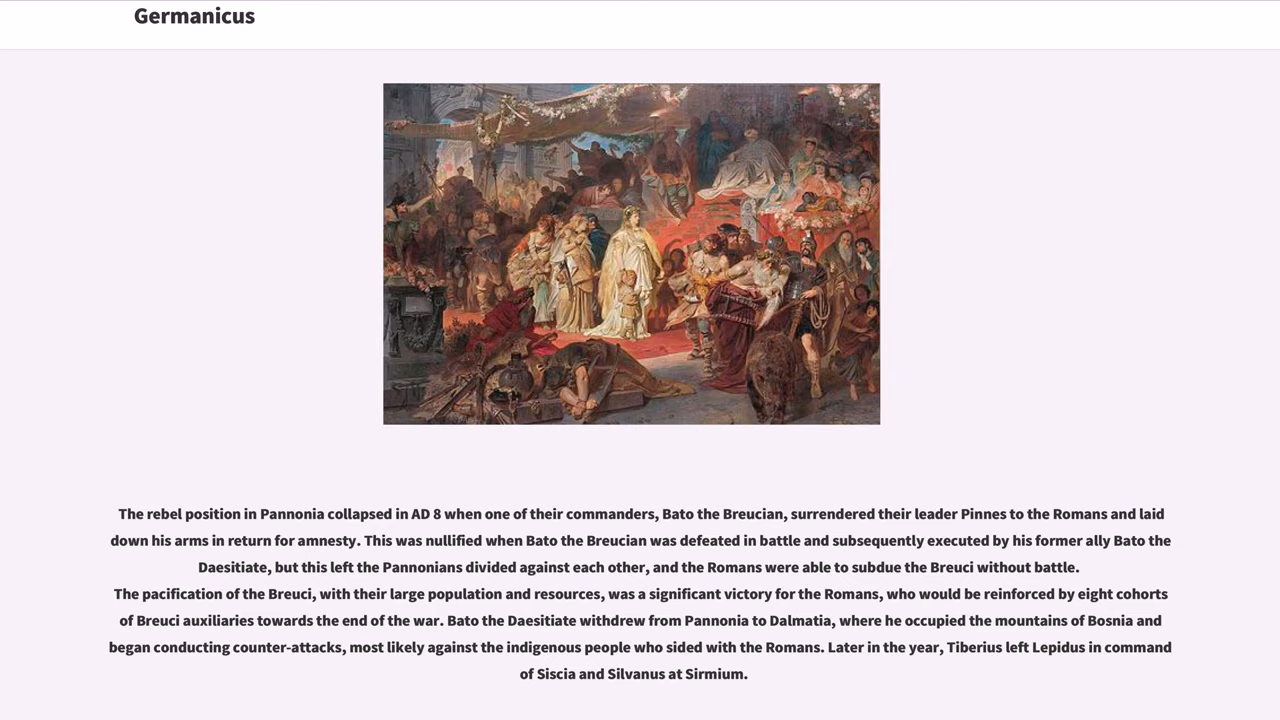 Germanicus
The rebel position in Pannonia collapsed in AD 8 when one of their commanders, Bato the Breucian, surrendered their leader Pinnes to the Romans and laid
down his arms in return for amnesty. This was nullified when Bato the Breucian was defeated in battle and subsequently executed by his former ally Bato the
Daesitiate, but this left the Pannonians divided against each other, and the Romans were able to subdue the Breuci without battle.
The pacification of the Breuci, with their large population and resources, was a significant victory for the Romans, who would be reinforced by eight cohorts
of Breuci auxiliaries towards the end of the war. Bato the Daesitiate withdrew from Pannonia to Dalmatia, where he occupied the mountains of Bosnia and
began conducting counter-attacks, most likely against the indigenous people who sided with the Romans. Later in the year, Tiberius left Lepidus in command
of Siscia and Silvanus at Sirmium.